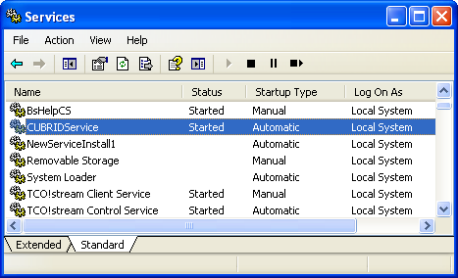 Services
File Action View Help
Name Status Startup Type Log On As
BsHelpCS Started Manual Local System
CUBRIDService Started Automatic Local System
NewServiceInstall1 Automatic Local System
Removable Storage Manual Local System
System Loader Automatic Local System
TCO!stream Client Service Started Manual Local System
TCO!stream Control Service Started Automatic Local System
Extended Standard